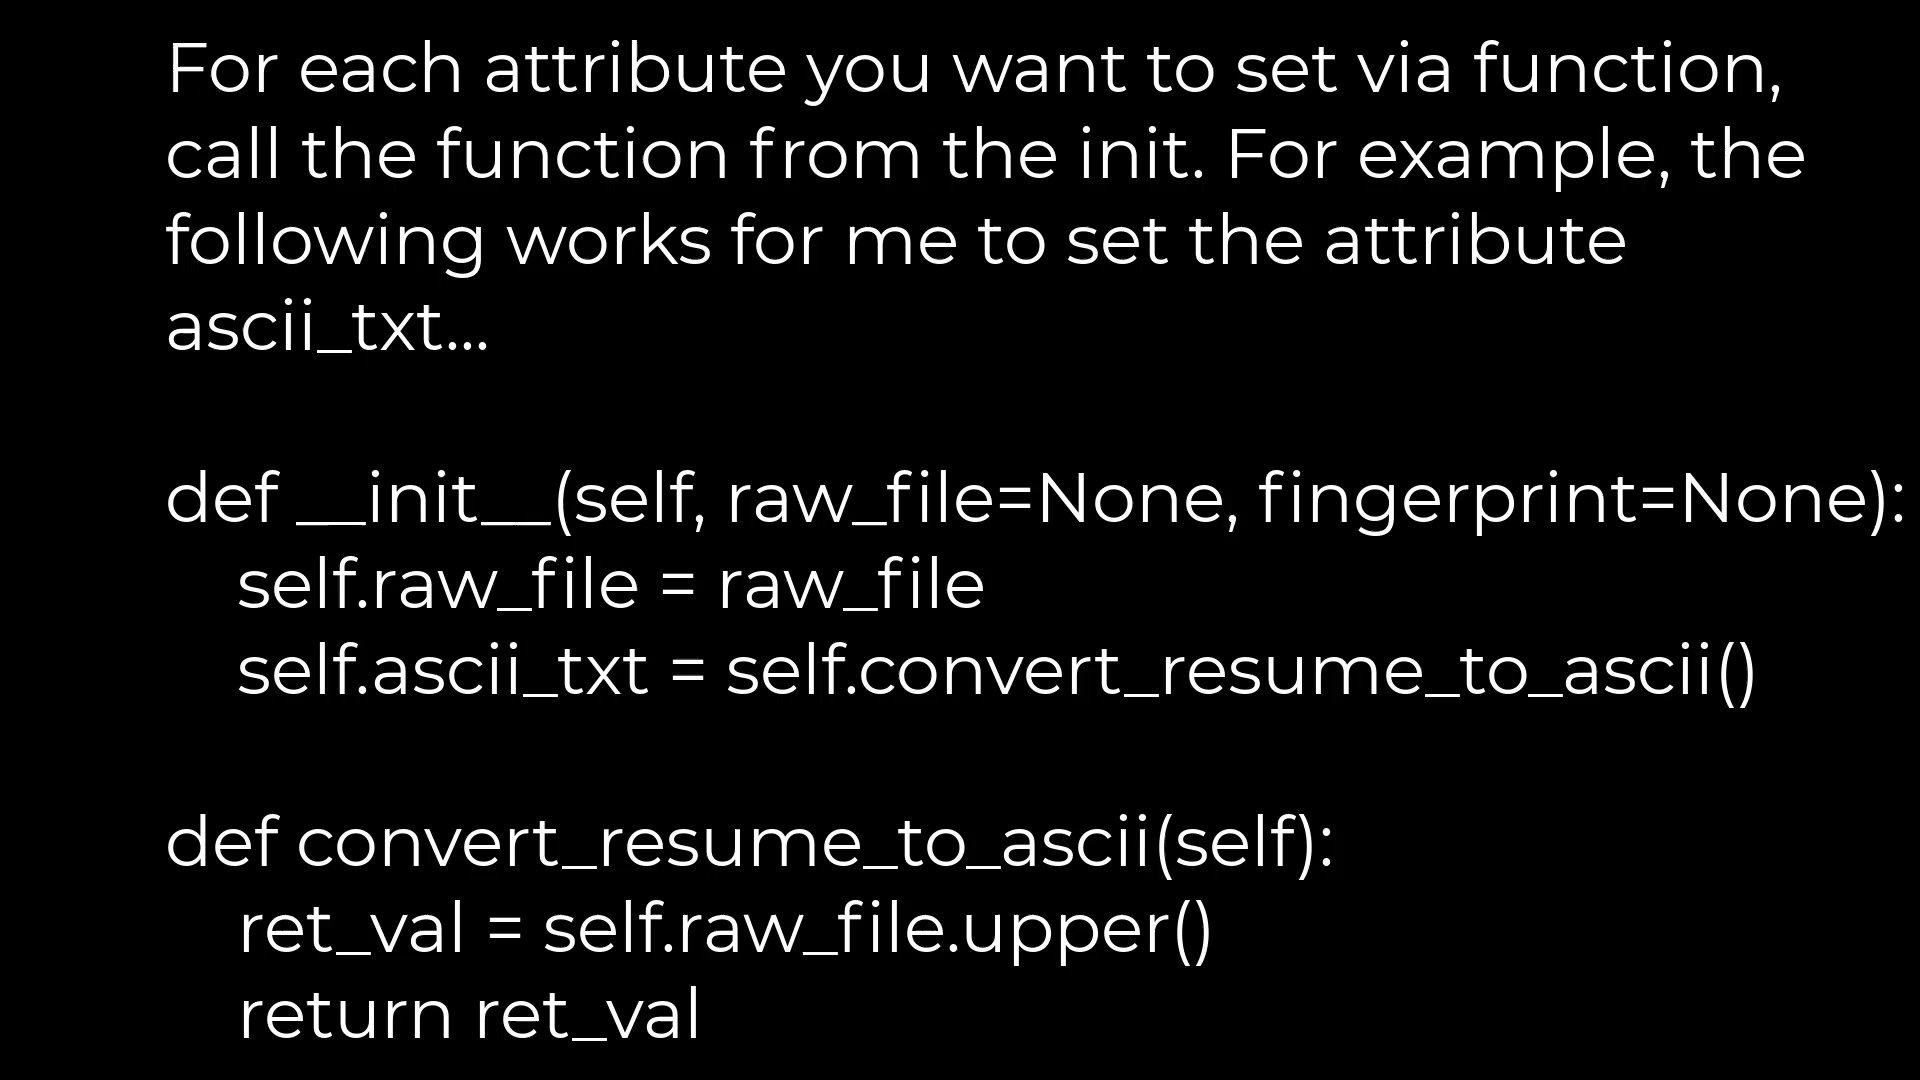 For each attribute you want to set via function,
call the function from the init. For example, the
following works for me to set the attribute
ascii_txt...
def __init__(self, raw_file=None, fingerprint=None):
    self.raw_file = raw_file
    self.ascii_txt = self.convert_resume_to_ascii()
def convert_resume_to_ascii(self):
    ret_val = self.raw_file.upper()
    return ret_val